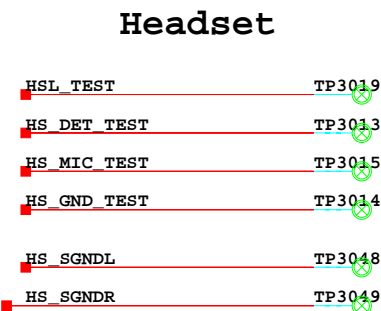 Headset
HSL_TEST TP3019
HS_DET_TEST TP3013
HS_MIC_TEST TP3015
HS_GND_TEST TP3014
HS_SGNDL TP3048
HS_SGNDR TP3049